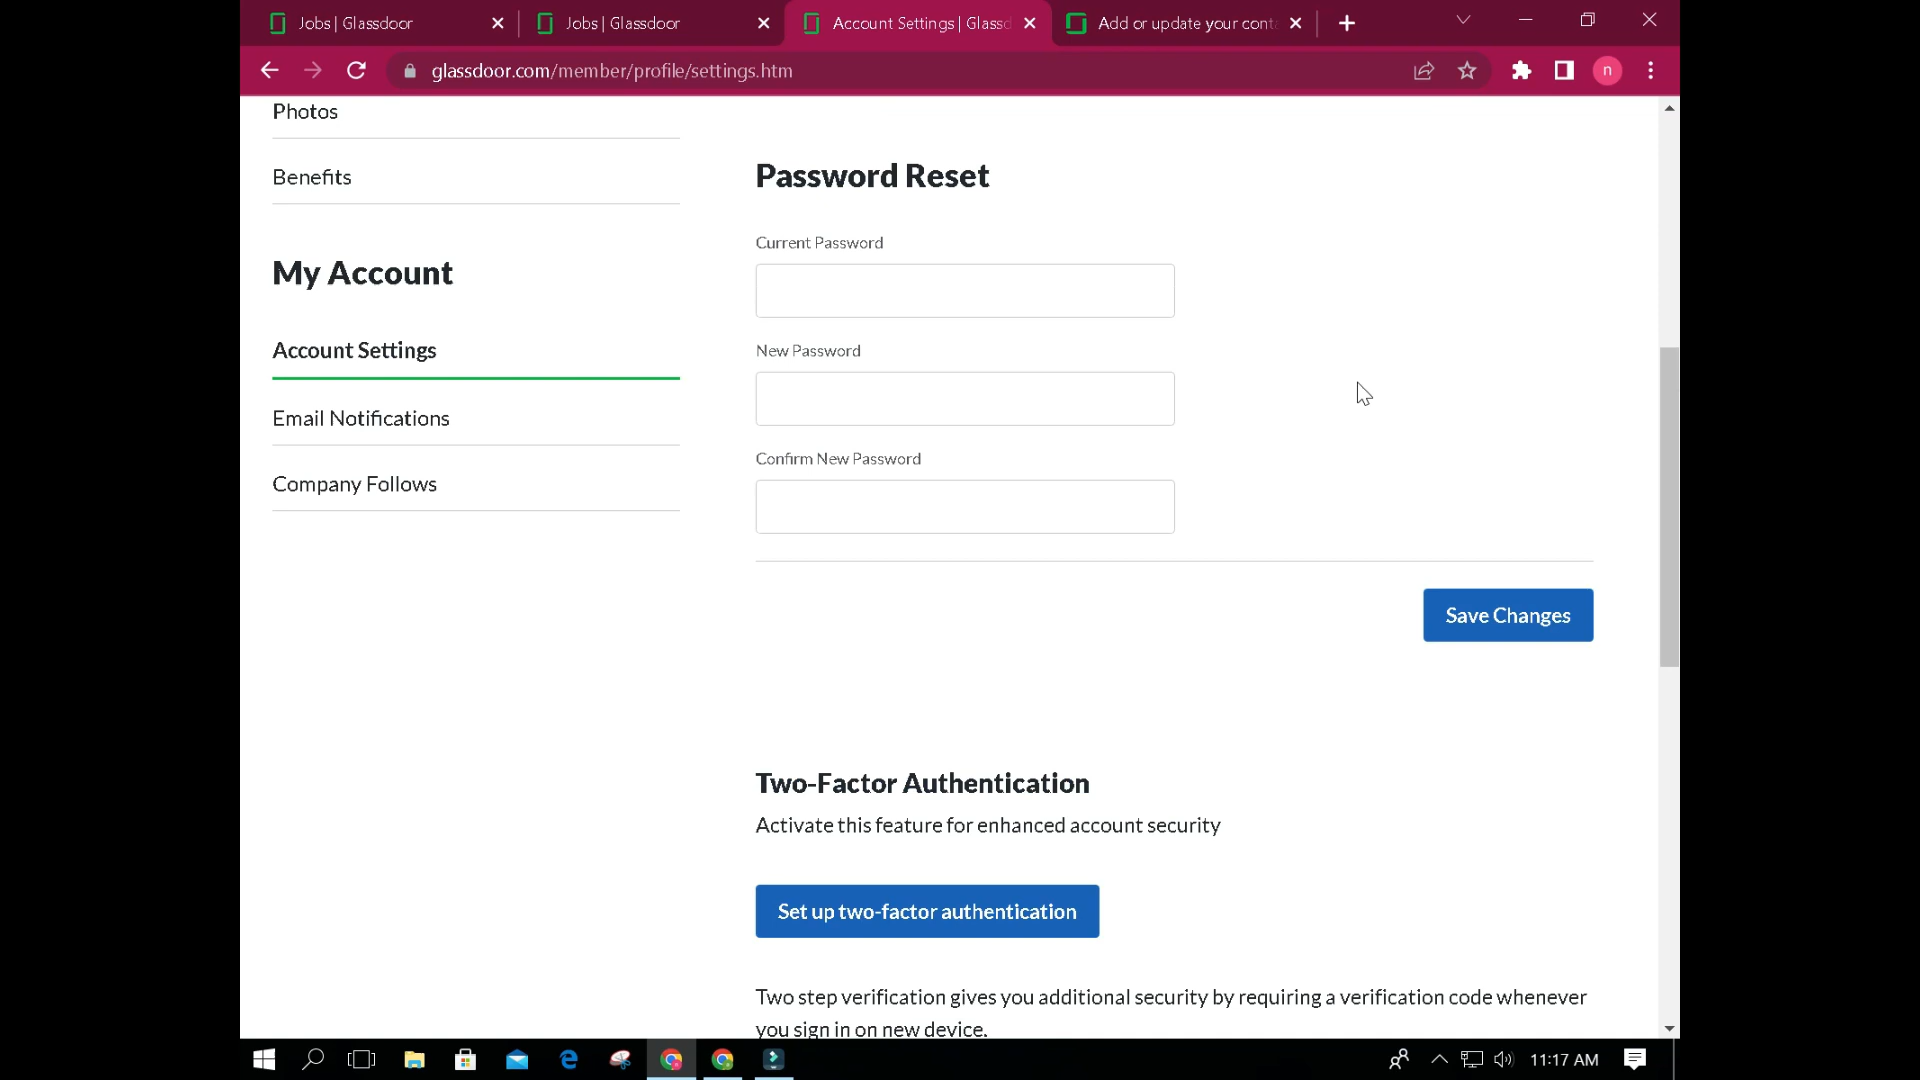 Jobs | Glassdoor
Jobs | Glassdoor
Account Settings | Glassd
Add or update your conta
glassdoor.com/member/profile/settings.htm
n
Photos
Benefits
My Account
Account Settings
Email Notifications
Company Follows
Password Reset
Current Password
New Password
Confirm New Password
Save Changes
Two-Factor Authentication
Activate this feature for enhanced account security
Set up two-factor authentication
Two step verification gives you additional security by requiring a verification code whenever
you sign in on new device.
11:17 AM